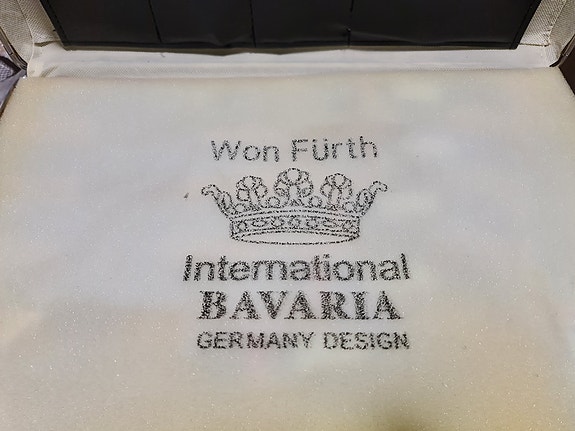 Won Fürth
International
BAVARIA
GERMANY DESIGN